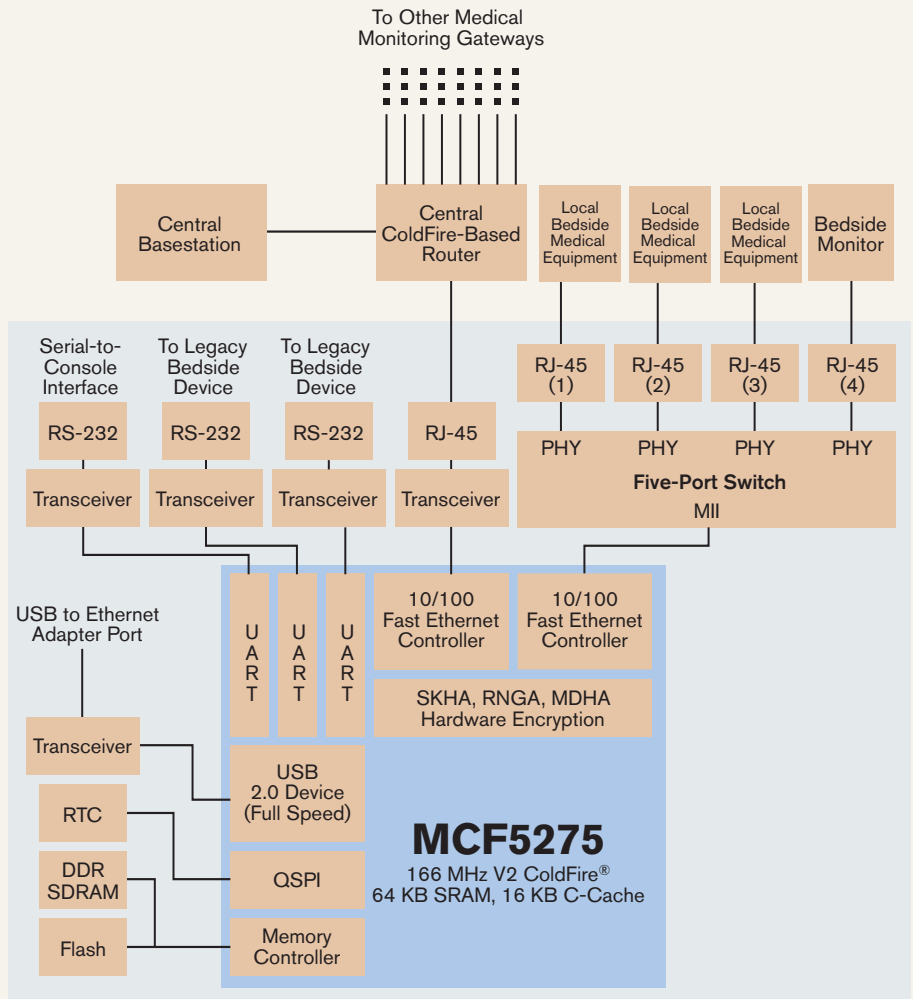 To Other Medical
Monitoring Gateways
Central
Basestation
Central
ColdFire-Based
Router
Local
Bedside
Medical
Equipment
Local
Bedside
Medical
Equipment
Local
Bedside
Medical
Equipment
Bedside
Monitor
Serial-to-
Console
Interface
To Legacy
Bedside
Device
To Legacy
Bedside
Device
RJ-45
(1)
RJ-45
(2)
RJ-45
(3)
RJ-45
(4)
RS-232
RS-232
RS-232
RJ-45
PHY
PHY
PHY
PHY
Five-Port Switch
MII
Transceiver
Transceiver
Transceiver
Transceiver
UART
UART
UART
10/100
Fast Ethernet
Controller
10/100
Fast Ethernet
Controller
USB to Ethernet
Adapter Port
SKHA, RNGA, MDHA
Hardware Encryption
Transceiver
USB
2.0 Device
(Full Speed)
RTC
MCF5275
166 MHz V2 ColdFire®
64 KB SRAM, 16 KB C-Cache
DDR
SDRAM
QSPI
Flash
Memory
Controller